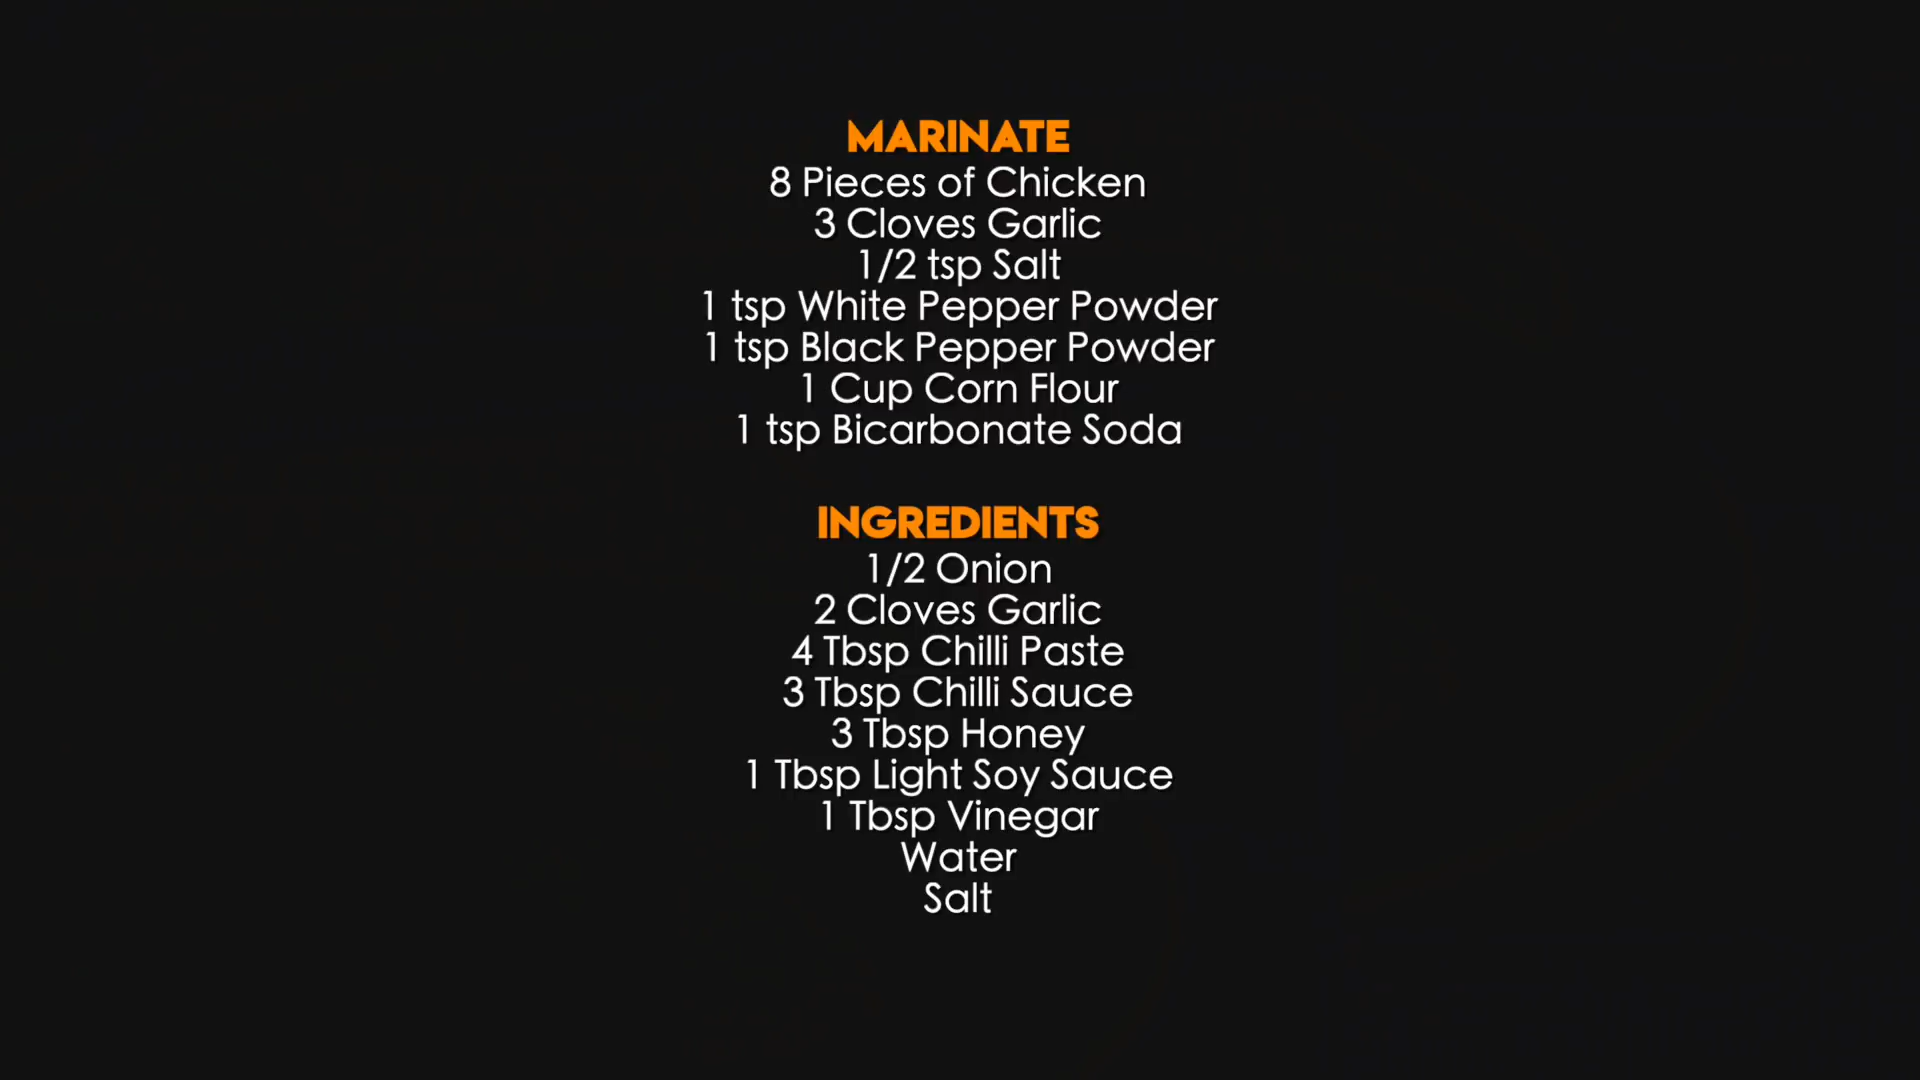 MARINATE
8 Pieces of Chicken
3 Cloves Garlic
1/2 tsp Salt
1 tsp White Pepper Powder
1 tsp Black Pepper Powder
1 Cup Corn Flour
1 tsp Bicarbonate Soda
INGREDIENTS
1/2 Onion
2 Cloves Garlic
4 Tbsp Chilli Paste
3 Tbsp Chilli Sauce
3 Tbsp Honey
1 Tbsp Light Soy Sauce
1 Tbsp Vinegar
Water
Salt